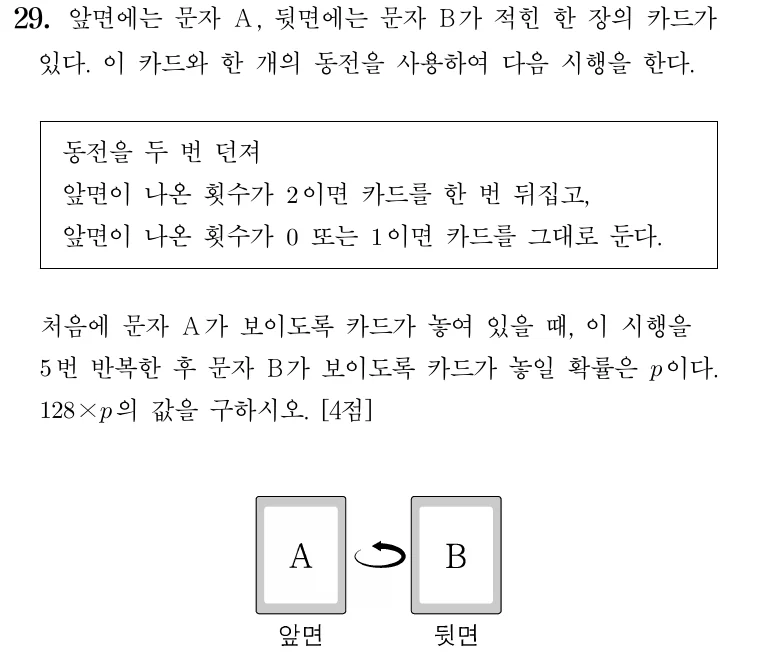 29. 앞면에는 문자 A, 뒷면에는 문자 B가 적힌 한 장의 카드가
있다. 이 카드와 한 개의 동전을 사용하여 다음 시행을 한다.
동전을 두 번 던져
앞면이 나온 횟수가 2이면 카드를 한 번 뒤집고,
앞면이 나온 횟수가 0 또는 1이면 카드를 그대로 둔다.
처음에 문자 A가 보이도록 카드가 놓여 있을 때, 이 시행을
5번 반복한 후 문자 B가 보이도록 카드가 놓일 확률은 p이다.
128×p의 값을 구하시오. [4점]
A B
앞면 뒷면